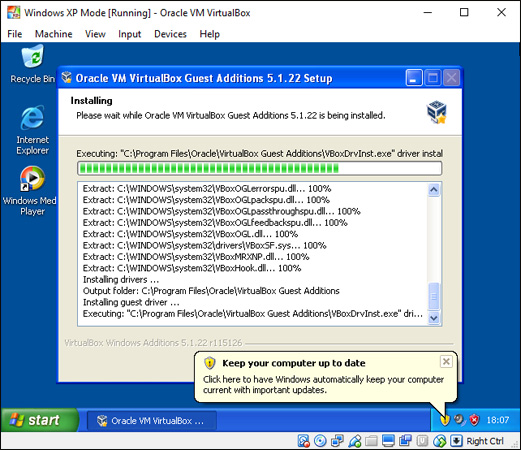 Windows XP Mode [Running] - Oracle VM VirtualBox
File Machine View Input Devices Help
Recycle Bin
Internet
Explorer
Windows Med
Player
Oracle VM VirtualBox Guest Additions 5.1.22 Setup
Installing
Please wait while Oracle VM VirtualBox Guest Additions 5.1.22 is being installed.
Executing: "C:\Program Files\Oracle\VirtualBox Guest Additions\VBoxDrvInst.exe" driver instal
Extract: C:\WINDOWS\system32\VBoxOGLerrorspu.dll... 100%
Extract: C:\WINDOWS\system32\VBoxOGLpackspu.dll... 100%
Extract: C:\WINDOWS\system32\VBoxOGLpassthroughspu.dll... 100%
Extract: C:\WINDOWS\system32\VBoxOGLfeedbackspu.dll... 100%
Extract: C:\WINDOWS\system32\VBoxOGL.dll... 100%
Extract: C:\WINDOWS\system32\drivers\VBoxSF.sys... 100%
Extract: C:\WINDOWS\system32\VBoxMRXNP.dll... 100%
Extract: C:\WINDOWS\system32\VBoxHook.dll... 100%
Installing drivers ...
Output folder: C:\Program Files\Oracle\VirtualBox Guest Additions
Installing guest driver ...
Executing: "C:\Program Files\Oracle\VirtualBox Guest Additions\VBoxDrvInst.exe" dri...
VirtualBox Windows Additions 5.1.22 r115126
Keep your computer up to date
Click here to have Windows automatically keep your computer
current with important updates.
start
Oracle VM VirtualBox ...
18:07
Right Ctrl